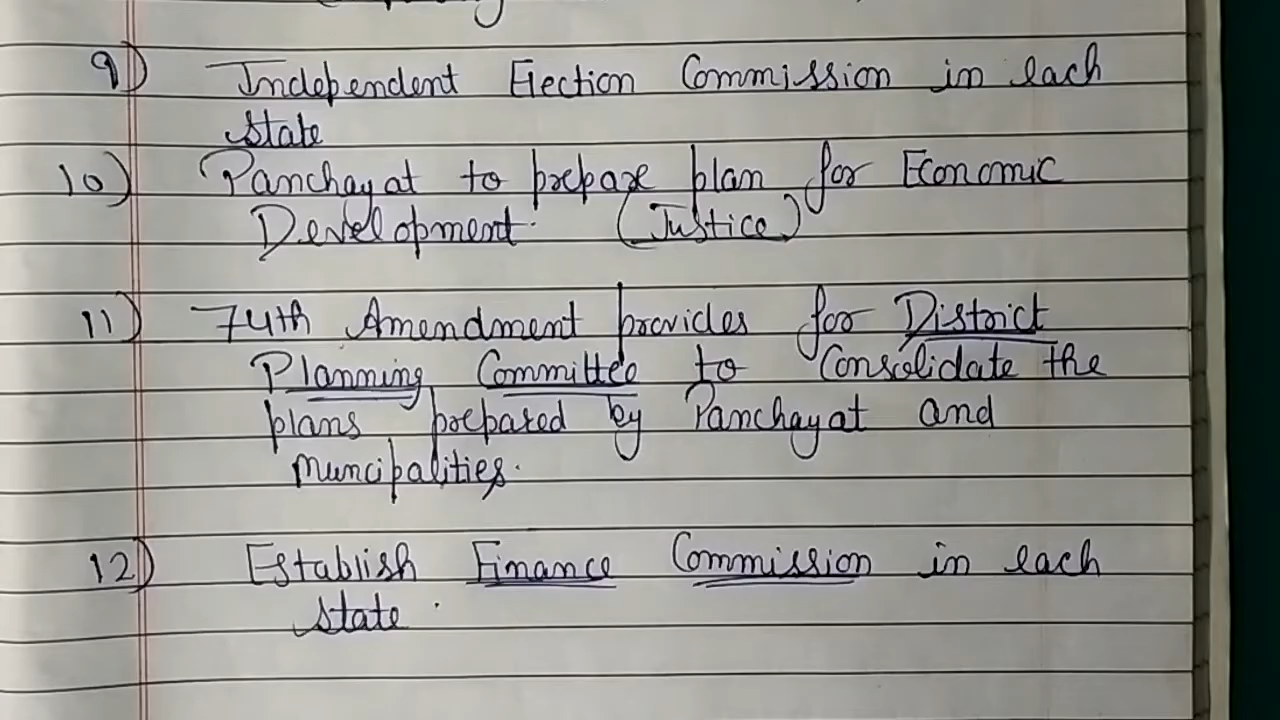 9) Independent Election Commission in each
state
10) Panchayat to prepare plan for Economic
Development. (Justice)
11) 74th Amendment provides for District
Planning Committee to Consolidate the
plans prepared by Panchayat and
muncipalities.
12) Establish Finance Commission in each
state.